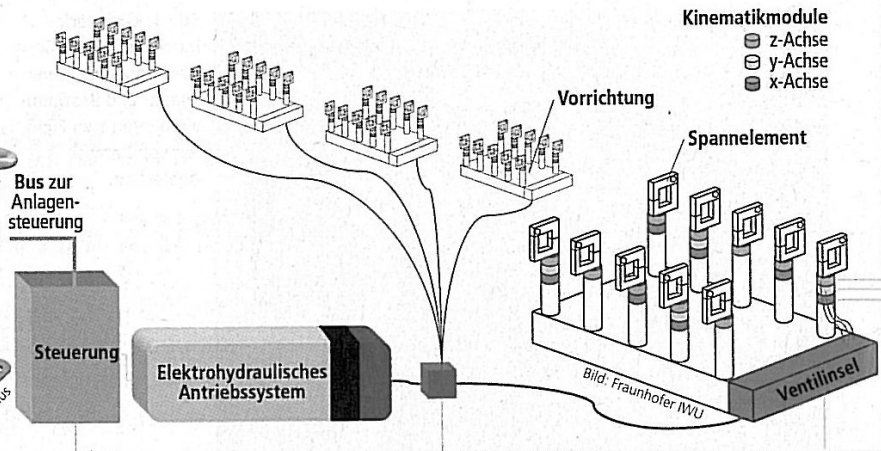 Kinematikmodule
z-Achse
y-Achse
x-Achse
Vorrichtung
Spannelement
Bus zur
Anlagen-
steuerung
Steuerung
Elektrohydraulisches
Antriebssystem
Bild: Fraunhofer IWU
Ventilinsel